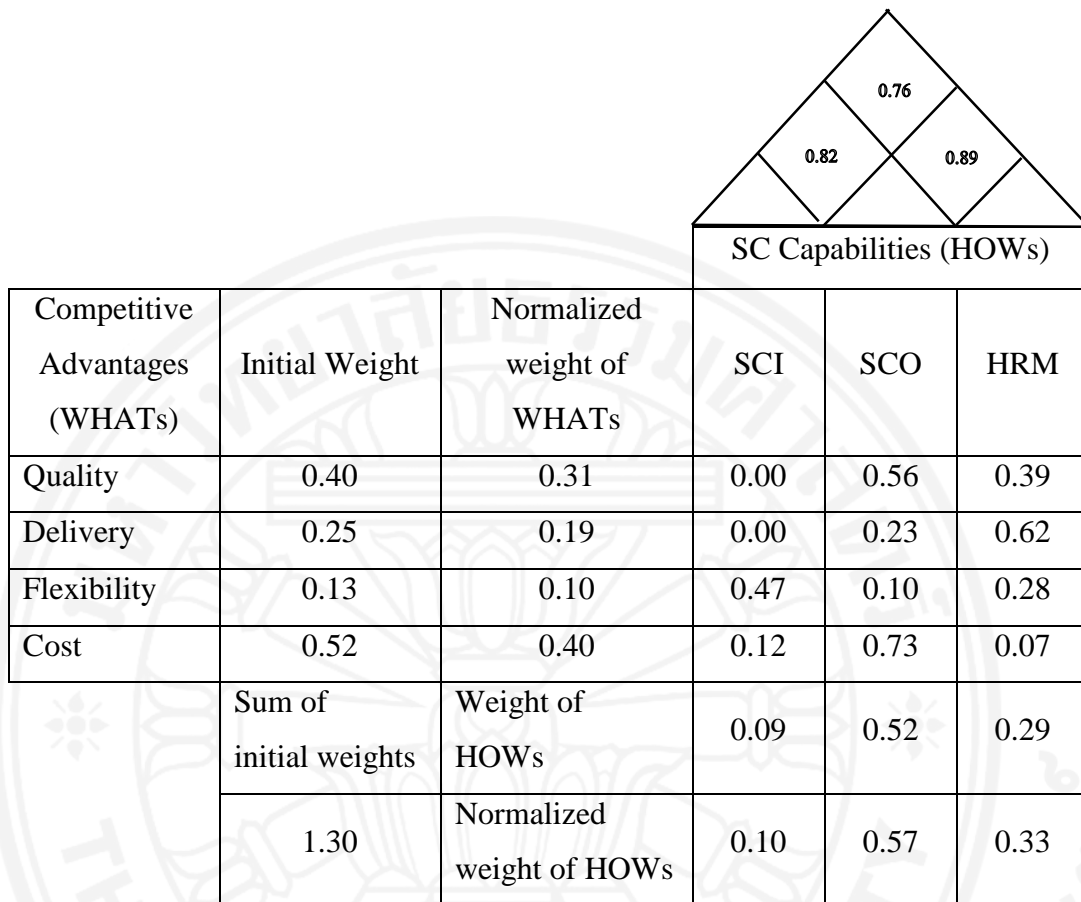 0.76
0.82 0.89
SC Capabilities (HOWs)
Competitive
Advantages
(WHATs)
Initial Weight
Normalized
weight of
WHATs
SCI
SCO
HRM
Quality 0.40 0.31 0.00 0.56 0.39
Delivery 0.25 0.19 0.00 0.23 0.62
Flexibility 0.13 0.10 0.47 0.10 0.28
Cost 0.52 0.40 0.12 0.73 0.07
Sum of
initial weights
Weight of
HOWs
0.09 0.52 0.29
1.30
Normalized
weight of HOWs
0.10 0.57 0.33